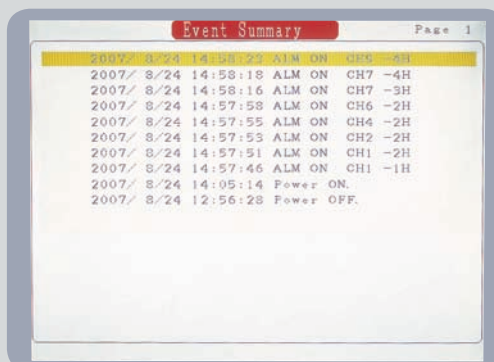 Event Summary Page 1
2007/ 8/24 14:58:23 ALM ON -4H
2007/ 8/24 14:58:18 ALM ON CH7 -4H
2007/ 8/24 14:58:16 ALM ON CH7 -3H
2007/ 8/24 14:57:58 ALM ON CH6 -2H
2007/ 8/24 14:57:55 ALM ON CH4 -2H
2007/ 8/24 14:57:53 ALM ON CH2 -2H
2007/ 8/24 14:57:51 ALM ON CH1 -2H
2007/ 8/24 14:57:46 ALM ON CH1 -1H
2007/ 8/24 14:05:14 Power ON.
2007/ 8/24 12:56:28 Power OFF.